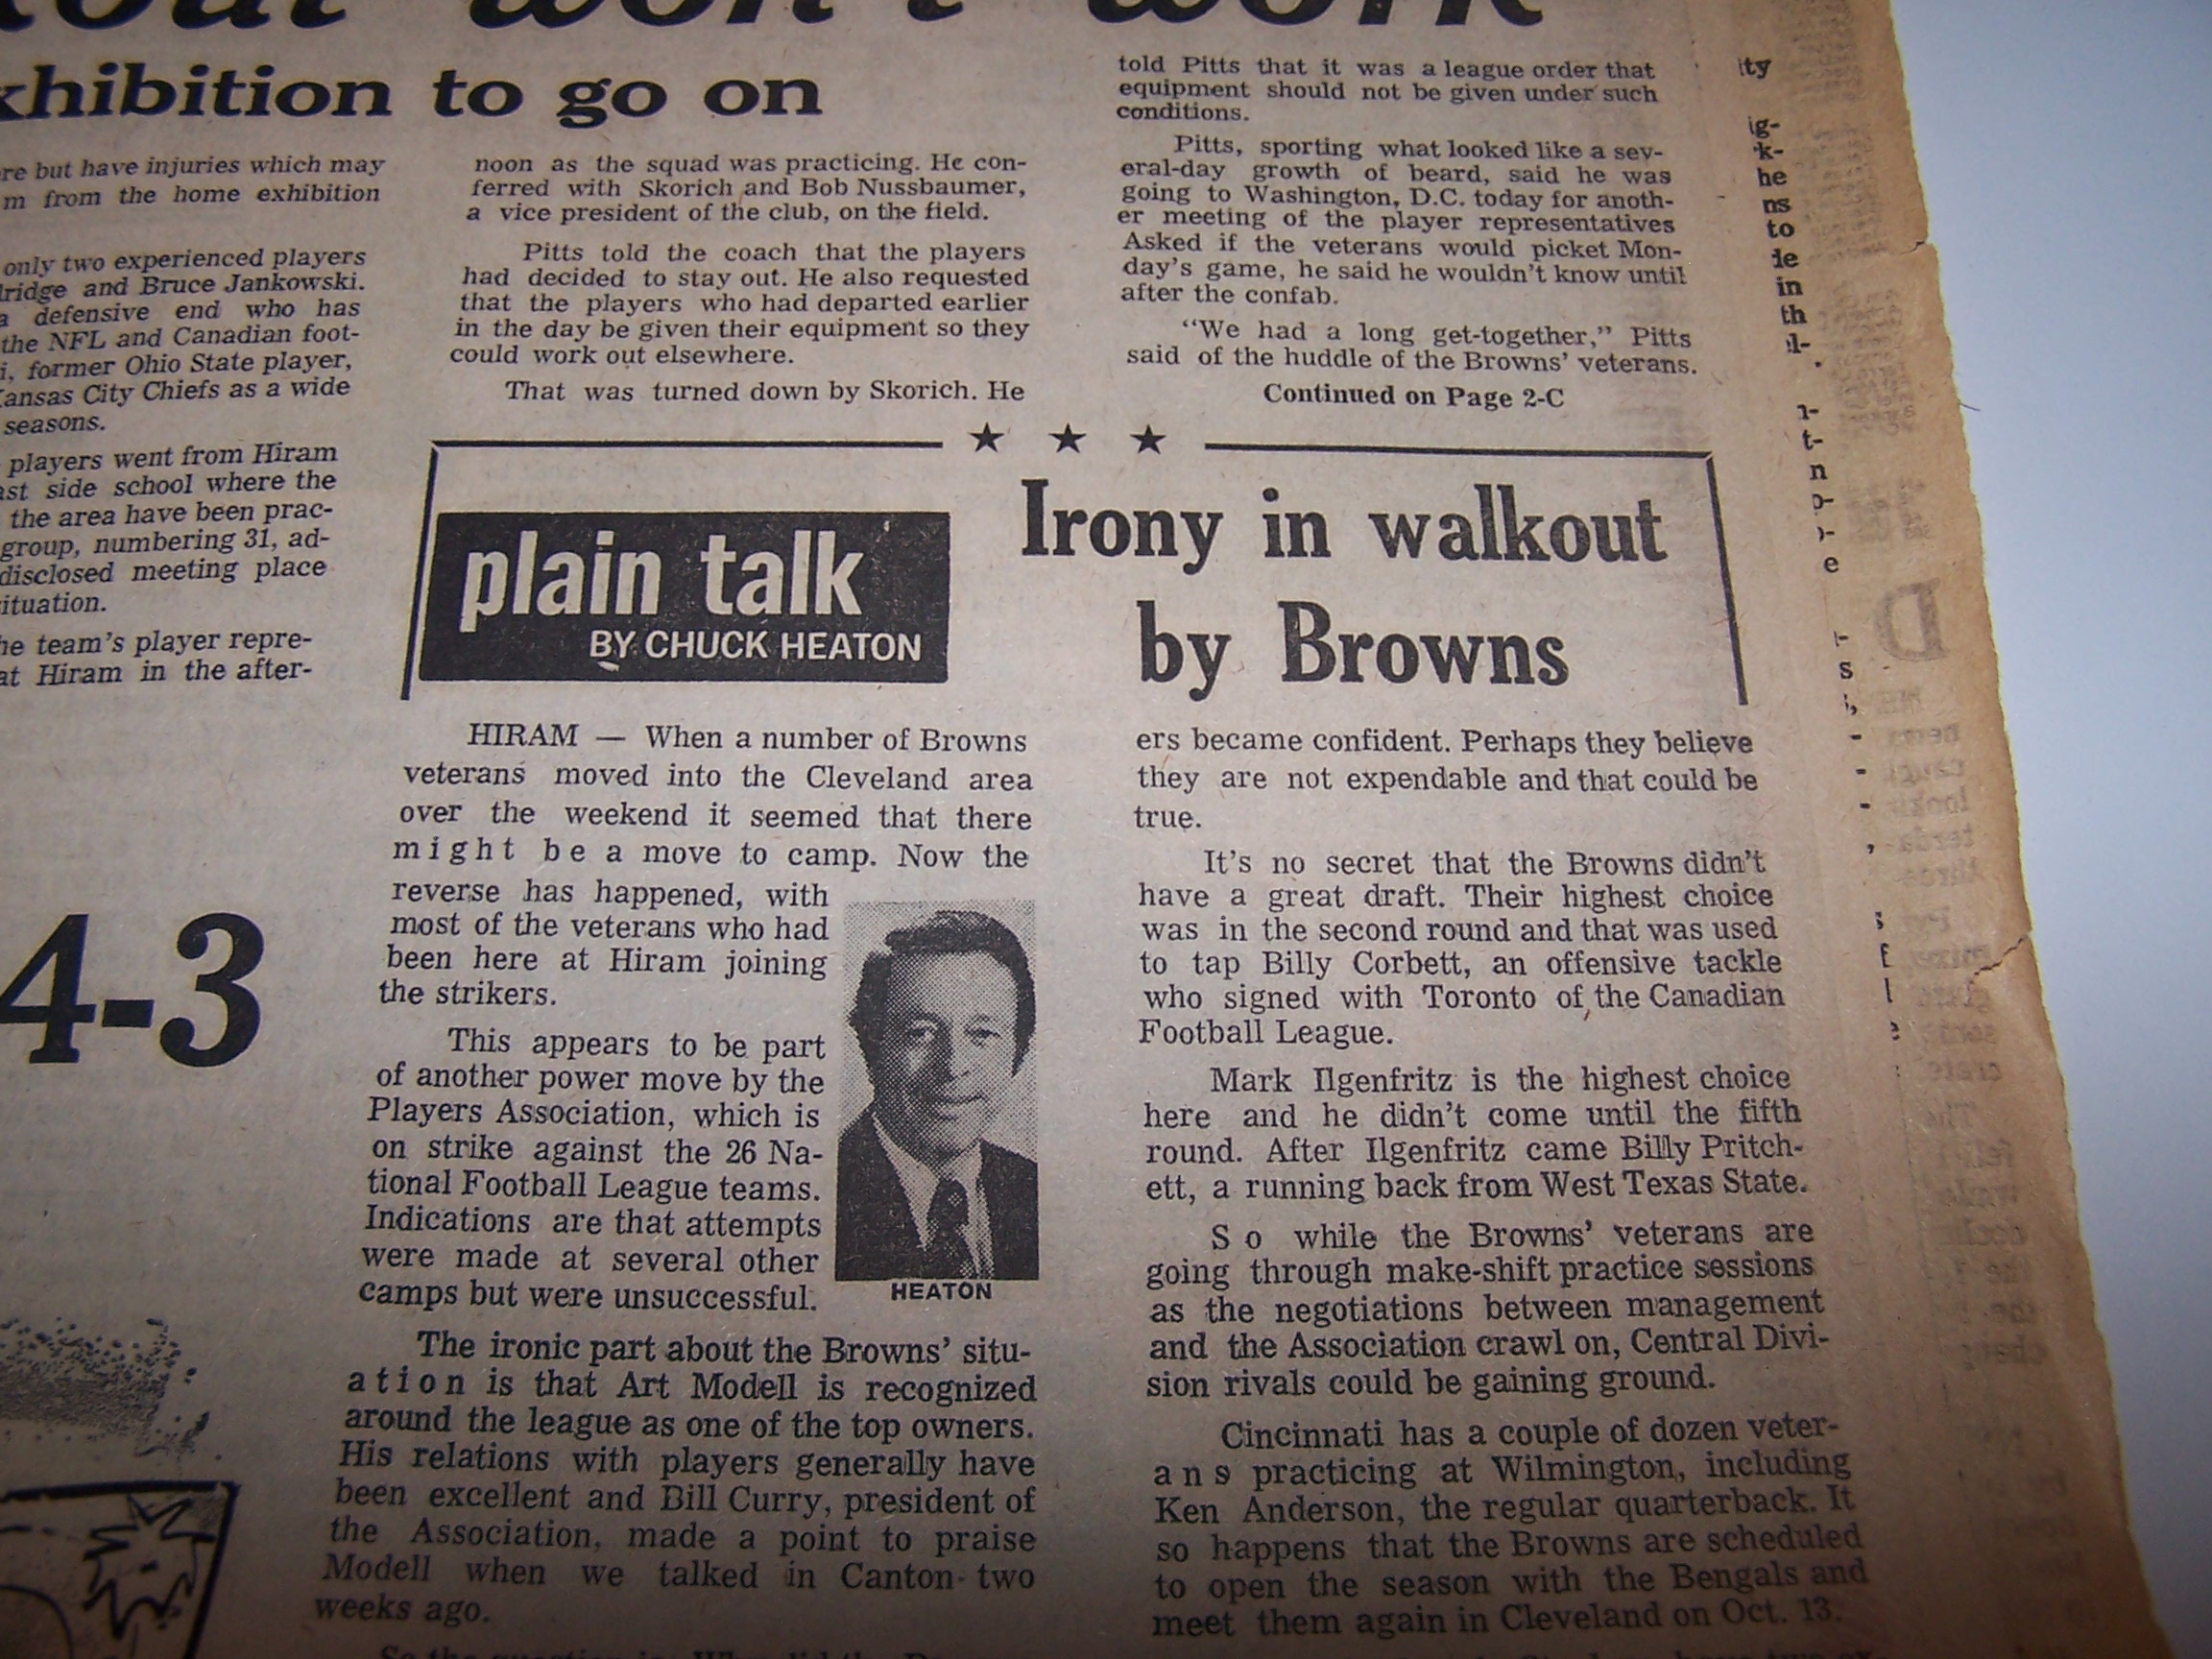 xhibition to go on
re but have injuries which may
m from the home exhibition
only two experienced players
lridge and Bruce Jankowski.
a defensive end who has
the NFL and Canadian foot-
i, former Ohio State player,
Kansas City Chiefs as a wide
seasons.
players went from Hiram
ast side school where the
the area have been prac-
group, numbering 31, ad-
disclosed meeting place
situation.
he team's player repre-
at Hiram in the after-
noon as the squad was practicing. He con-
ferred with Skorich and Bob Nussbaumer,
a vice president of the club, on the field.
Pitts told the coach that the players
had decided to stay out. He also requested
that the players who had departed earlier
in the day be given their equipment so they
could work out elsewhere.
That was turned down by Skorich. He
told Pitts that it was a league order that
equipment should not be given under such
conditions.
Pitts, sporting what looked like a sev-
eral-day growth of beard, said he was
going to Washington, D.C. today for anoth-
er meeting of the player representatives
Asked if the veterans would picket Mon-
day's game, he said he wouldn't know until
after the confab.
"We had a long get-together," Pitts
said of the huddle of the Browns' veterans.
Continued on Page 2-C
★ ★ ★
plain talk
BY CHUCK HEATON
Irony in walkout
by Browns
HIRAM — When a number of Browns
veterans moved into the Cleveland area
over the weekend it seemed that there
might be a move to camp. Now the
reverse has happened, with
most of the veterans who had
been here at Hiram joining
the strikers.
This appears to be part
of another power move by the
Players Association, which is
on strike against the 26 Na-
tional Football League teams.
Indications are that attempts
were made at several other
camps but were unsuccessful.
HEATON
The ironic part about the Browns' situ-
ation is that Art Modell is recognized
around the league as one of the top owners.
His relations with players generally have
been excellent and Bill Curry, president of
the Association, made a point to praise
Modell when we talked in Canton two
weeks ago.
ers became confident. Perhaps they believe
they are not expendable and that could be
true.
It's no secret that the Browns didn't
have a great draft. Their highest choice
was in the second round and that was used
to tap Billy Corbett, an offensive tackle
who signed with Toronto of the Canadian
Football League.
Mark Ilgenfritz is the highest choice
here and he didn't come until the fifth
round. After Ilgenfritz came Billy Pritch-
ett, a running back from West Texas State.
So while the Browns' veterans are
going through make-shift practice sessions
as the negotiations between management
and the Association crawl on, Central Divi-
sion rivals could be gaining ground.
Cincinnati has a couple of dozen veter-
ans practicing at Wilmington, including
Ken Anderson, the regular quarterback. It
so happens that the Browns are scheduled
to open the season with the Bengals and
meet them again in Cleveland on Oct. 13.
4-3
ity
ig-
k-
he
ns
to
de
in
th
al-